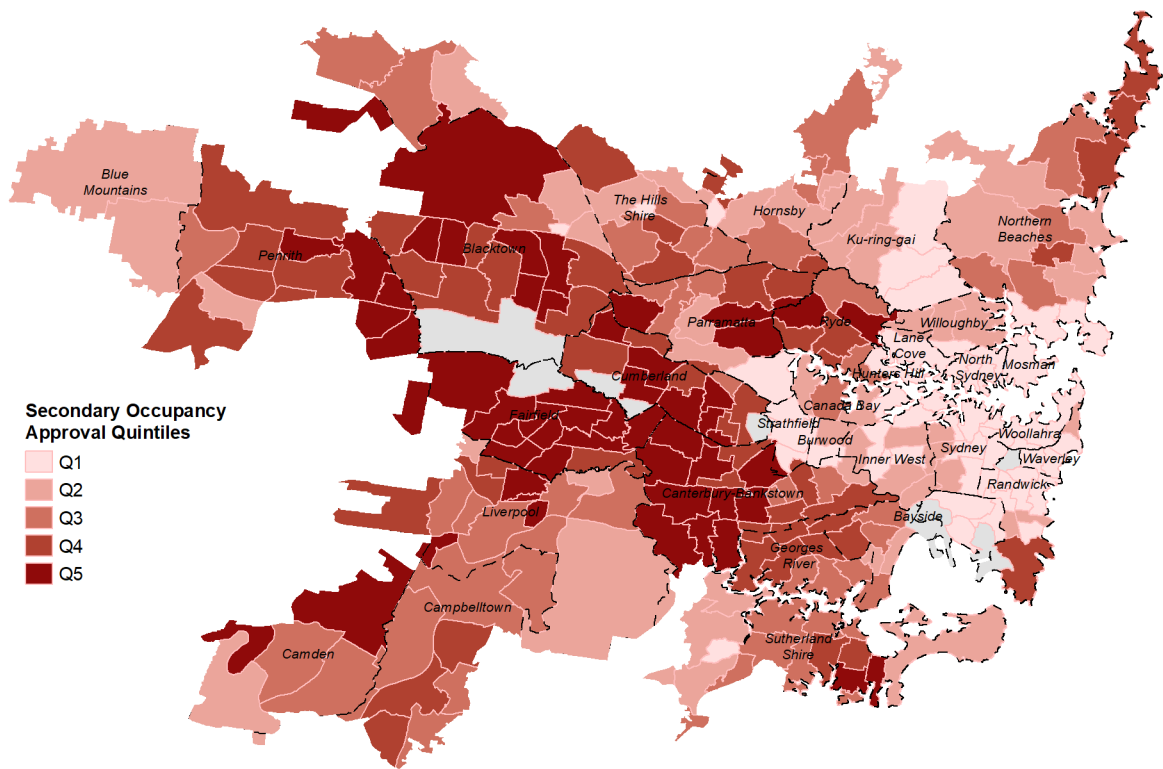 Blue
Mountains
The Hills
Shire
Hornsby
Ku-ring-gai
Northern
Beaches
Penrith
Blacktown
Parramatta
Ryde
Willoughby
Lane
Cove
North
Sydney
Mosman
Hunters Hill
Cumberland
Secondary Occupancy
Approval Quintiles
Q1
Q2
Q3
Q4
Q5
Fairfield
Canada Bay
Strathfield
Burwood
Woollahra
Inner West
Sydney
Waverley
Randwick
Canterbury-Bankstown
Liverpool
Bayside
Georges
River
Campbelltown
Camden
Sutherland
Shire